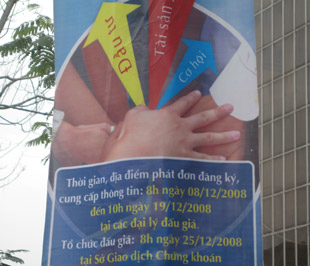 Đầu tư
Tài sản
Cơ hội
Thời gian, địa điểm phát đơn đăng ký,
cung cấp thông tin: 8h ngày 08/12/2008
đến 10h ngày 19/12/2008
tại các đại lý đấu giá.
Tổ chức đấu giá: 8h ngày 25/12/2008
tại Sở Giao dịch Chứng khoán